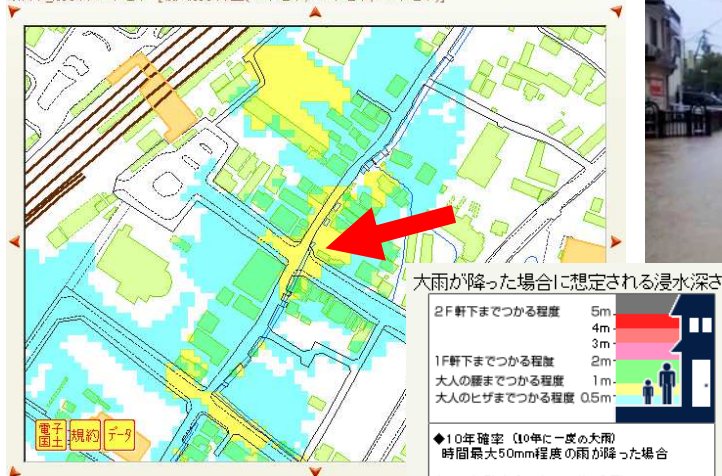 電子国土
規約
データ
大雨が降った場合に想定される浸水深さ
2F軒下までつかる程度 5m
4m
3m
1F軒下までつかる程度 2m
大人の腰までつかる程度 1m
大人のヒザまでつかる程度 0.5m
◆10年確率（10年に一度の大雨）
時間最大50mm程度の雨が降った場合